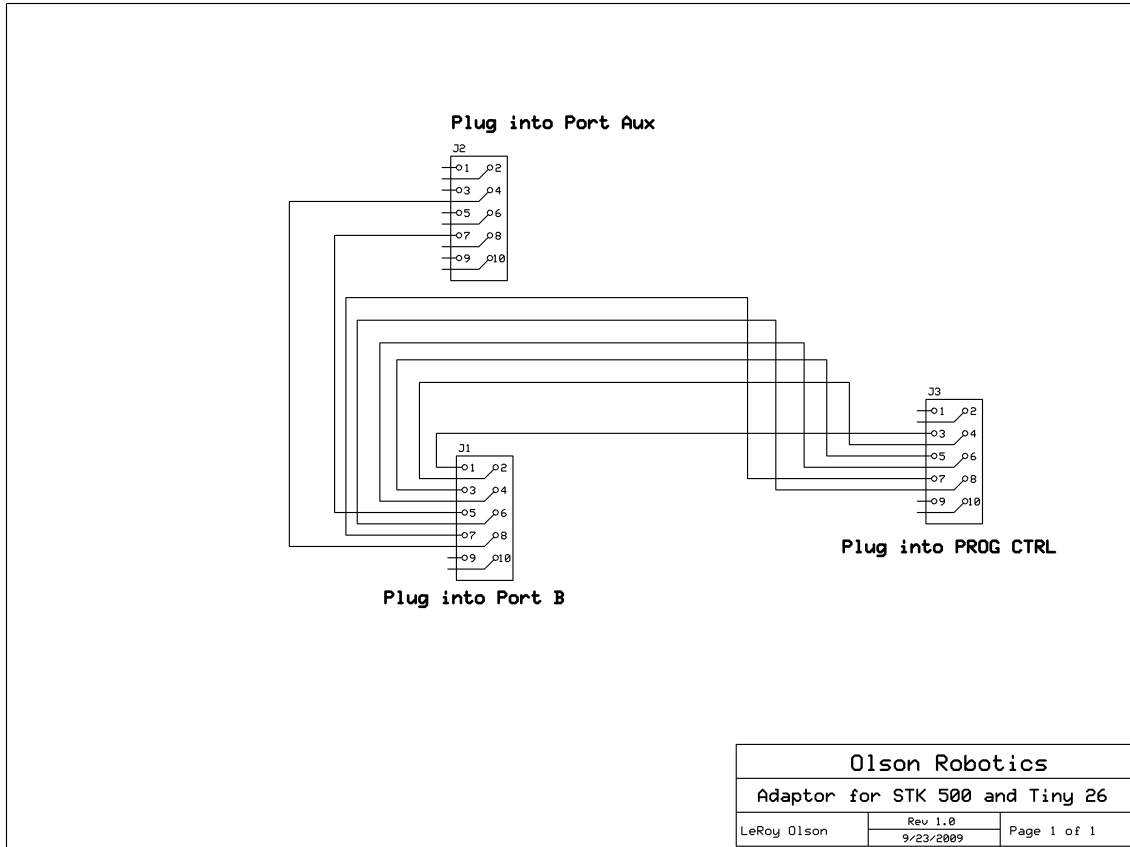 Plug into Port Aux
J2
1 2
3 4
5 6
7 8
9 10
J3
1 2
3 4
5 6
7 8
9 10
Plug into PROG CTRL
J1
1 2
3 4
5 6
7 8
9 10
Plug into Port B
Olson Robotics
Adaptor for STK 500 and Tiny 26
LeRoy Olson
Rev 1.0
9/23/2009
Page 1 of 1